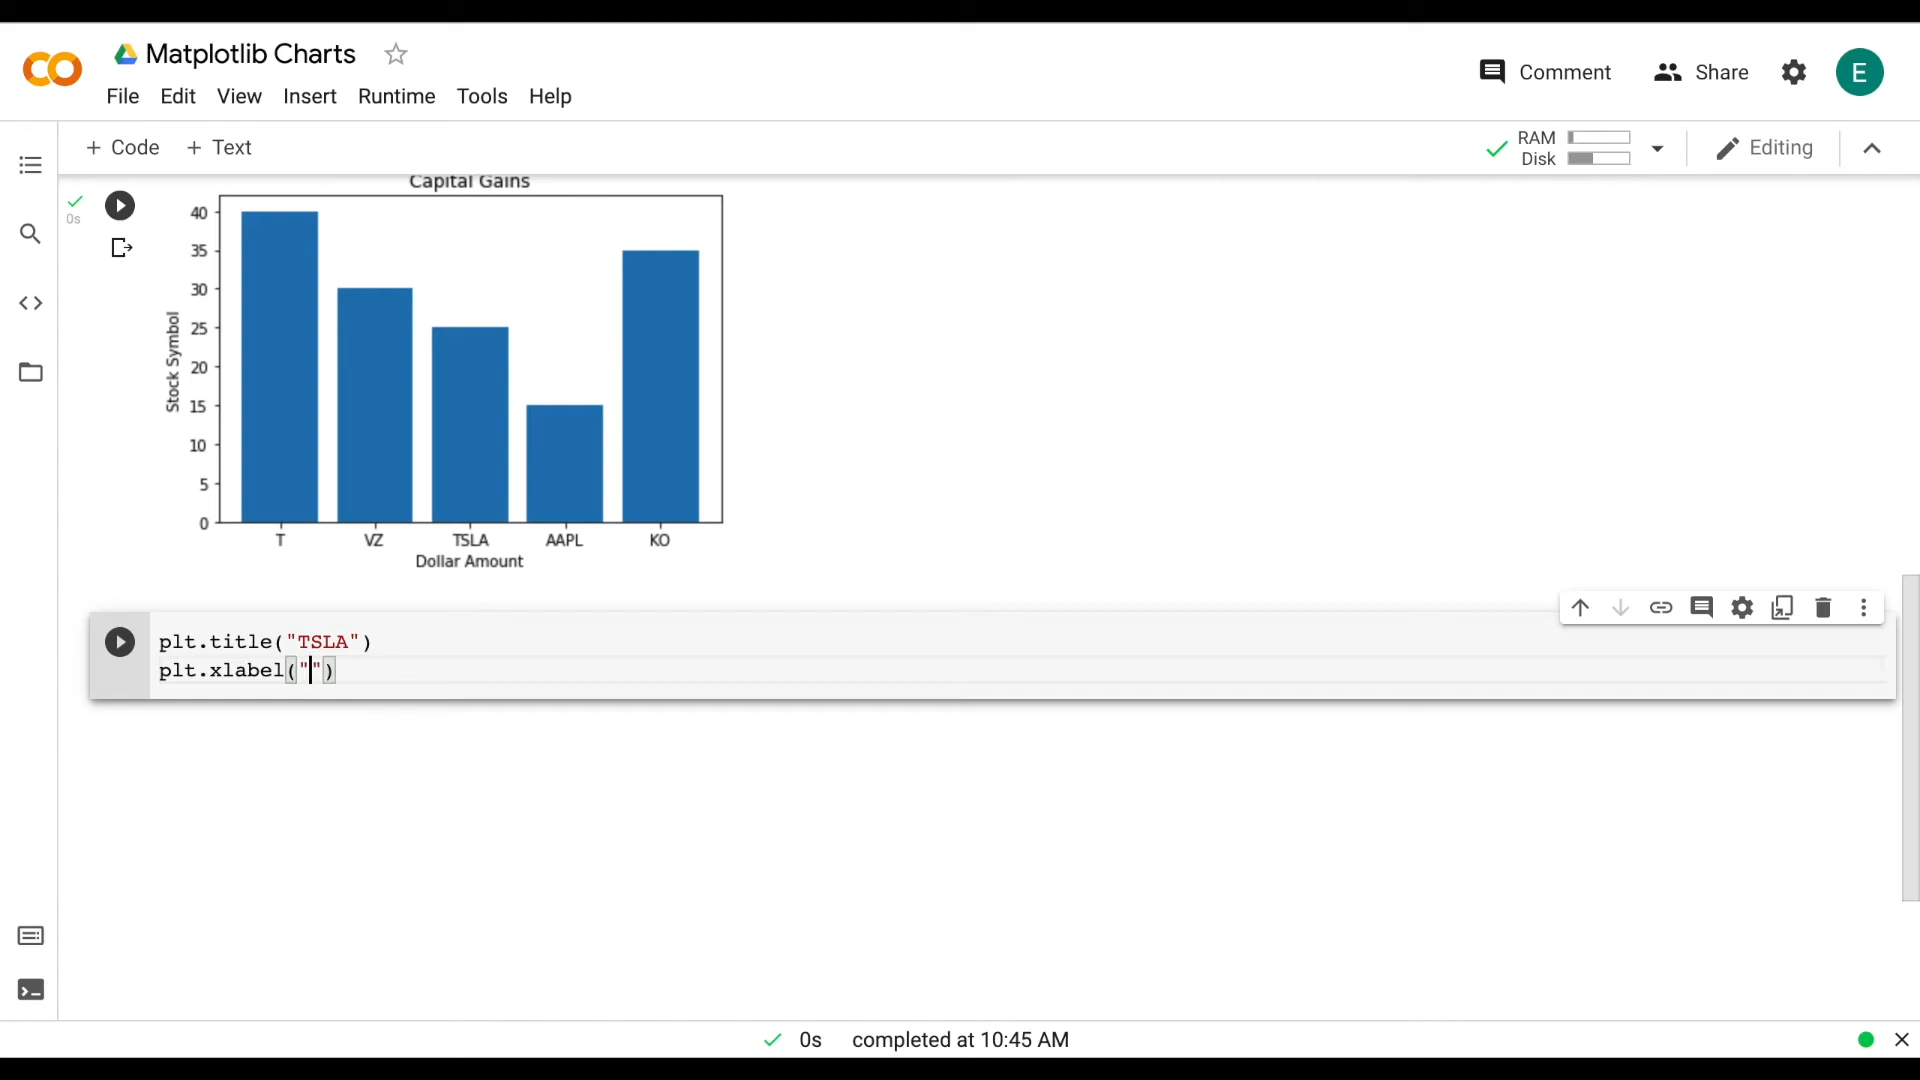 Matplotlib Charts
Comment
Share
E
File Edit View Insert Runtime Tools Help
+ Code + Text
RAM
Disk
Editing
0s
Capital Gains
40
35
30
25
20
15
10
5
0
Stock Symbol
T VZ TSLA AAPL KO
Dollar Amount
plt.title("TSLA")
plt.xlabel("")
0s completed at 10:45 AM